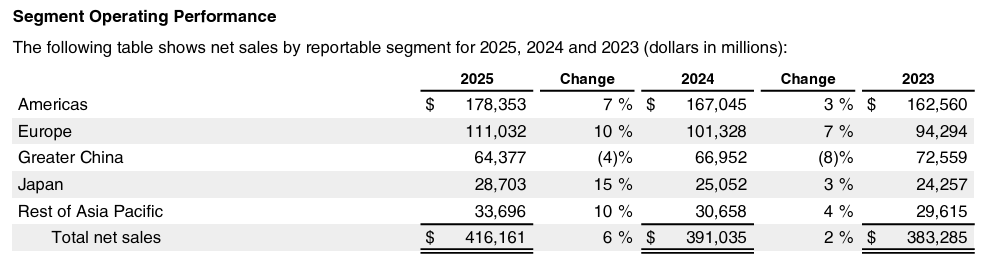 Segment Operating Performance
The following table shows net sales by reportable segment for 2025, 2024 and 2023 (dollars in millions):
2025 Change 2024 Change 2023
Americas $ 178,353 7 % $ 167,045 3 % $ 162,560
Europe 111,032 10 % 101,328 7 % 94,294
Greater China 64,377 (4)% 66,952 (8)% 72,559
Japan 28,703 15 % 25,052 3 % 24,257
Rest of Asia Pacific 33,696 10 % 30,658 4 % 29,615
Total net sales $ 416,161 6 % $ 391,035 2 % $ 383,285